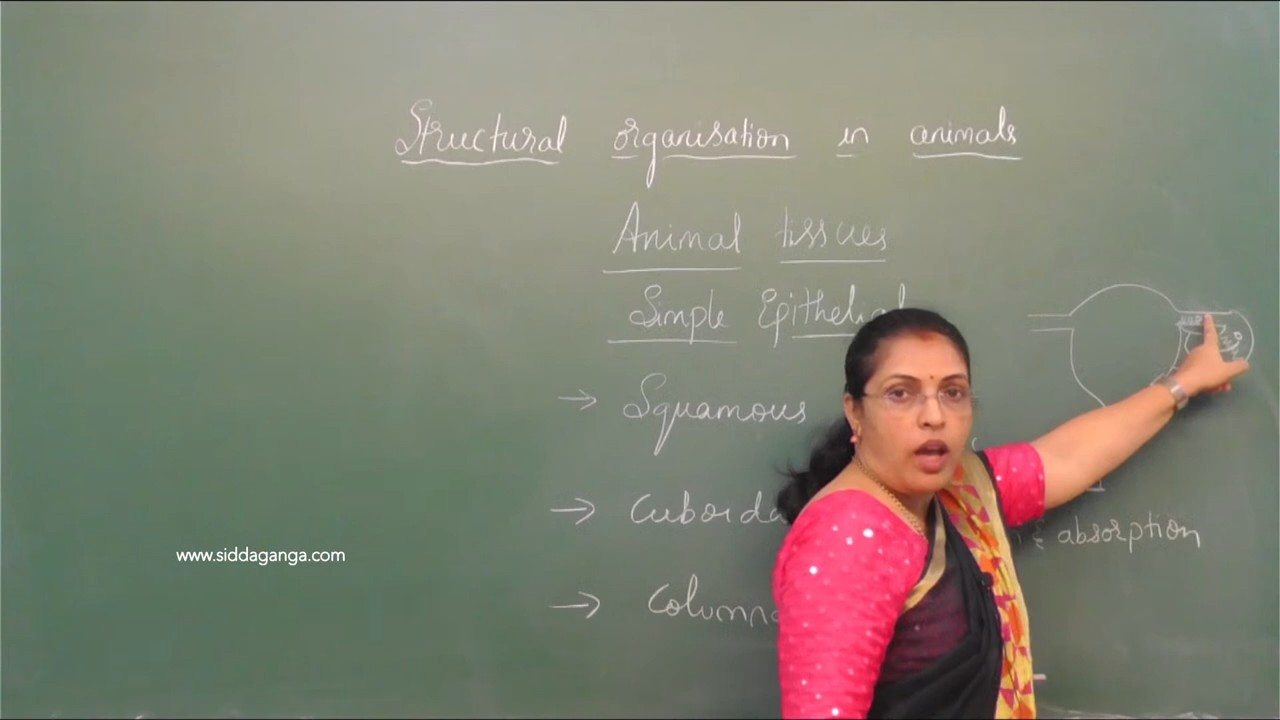 Structural organisation in animals
Animal tissues
Simple Epithelial
→ Squamous
→ Cuboida
& absorption
→ Columna
www.siddaganga.com